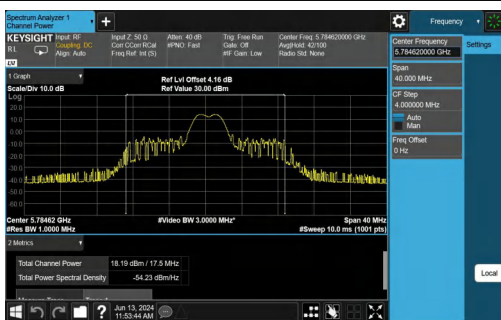 Spectrum Analyzer 1
Channel Power
+
Frequency
KEYSIGHT Input: RF Input Z: 50 Ω Atten: 40 dB Trig: Free Run Center Freq: 5.784620000 GHz
RL Coupling: DC Corr CCorr RCal #PNO: Fast Gate: Off Avg|Hold: 42/100
Align: Auto Freq Ref: Int (S) #IF Gain: Low Radio Std: None
LW
Center Frequency
5.784620000 GHz
Settings
Span
40.000 MHz
CF Step
4.000000 MHz
Auto
Man
Freq Offset
0 Hz
1 Graph
Ref Lvl Offset 4.16 dB
Scale/Div 10.0 dB Ref Value 30.00 dBm
Log
20.0
10.0
0.00
-10.0
-20.0
-30.0
-40.0
-50.0
-60.0
Center 5.78462 GHz #Video BW 3.0000 MHz* Span 40 MHz
#Res BW 1.0000 MHz #Sweep 10.0 ms (1001 pts)
2 Metrics
Total Channel Power 18.19 dBm / 17.5 MHz
Total Power Spectral Density -54.23 dBm/Hz
Local
? Jun 13, 2024
11:53:44 AM